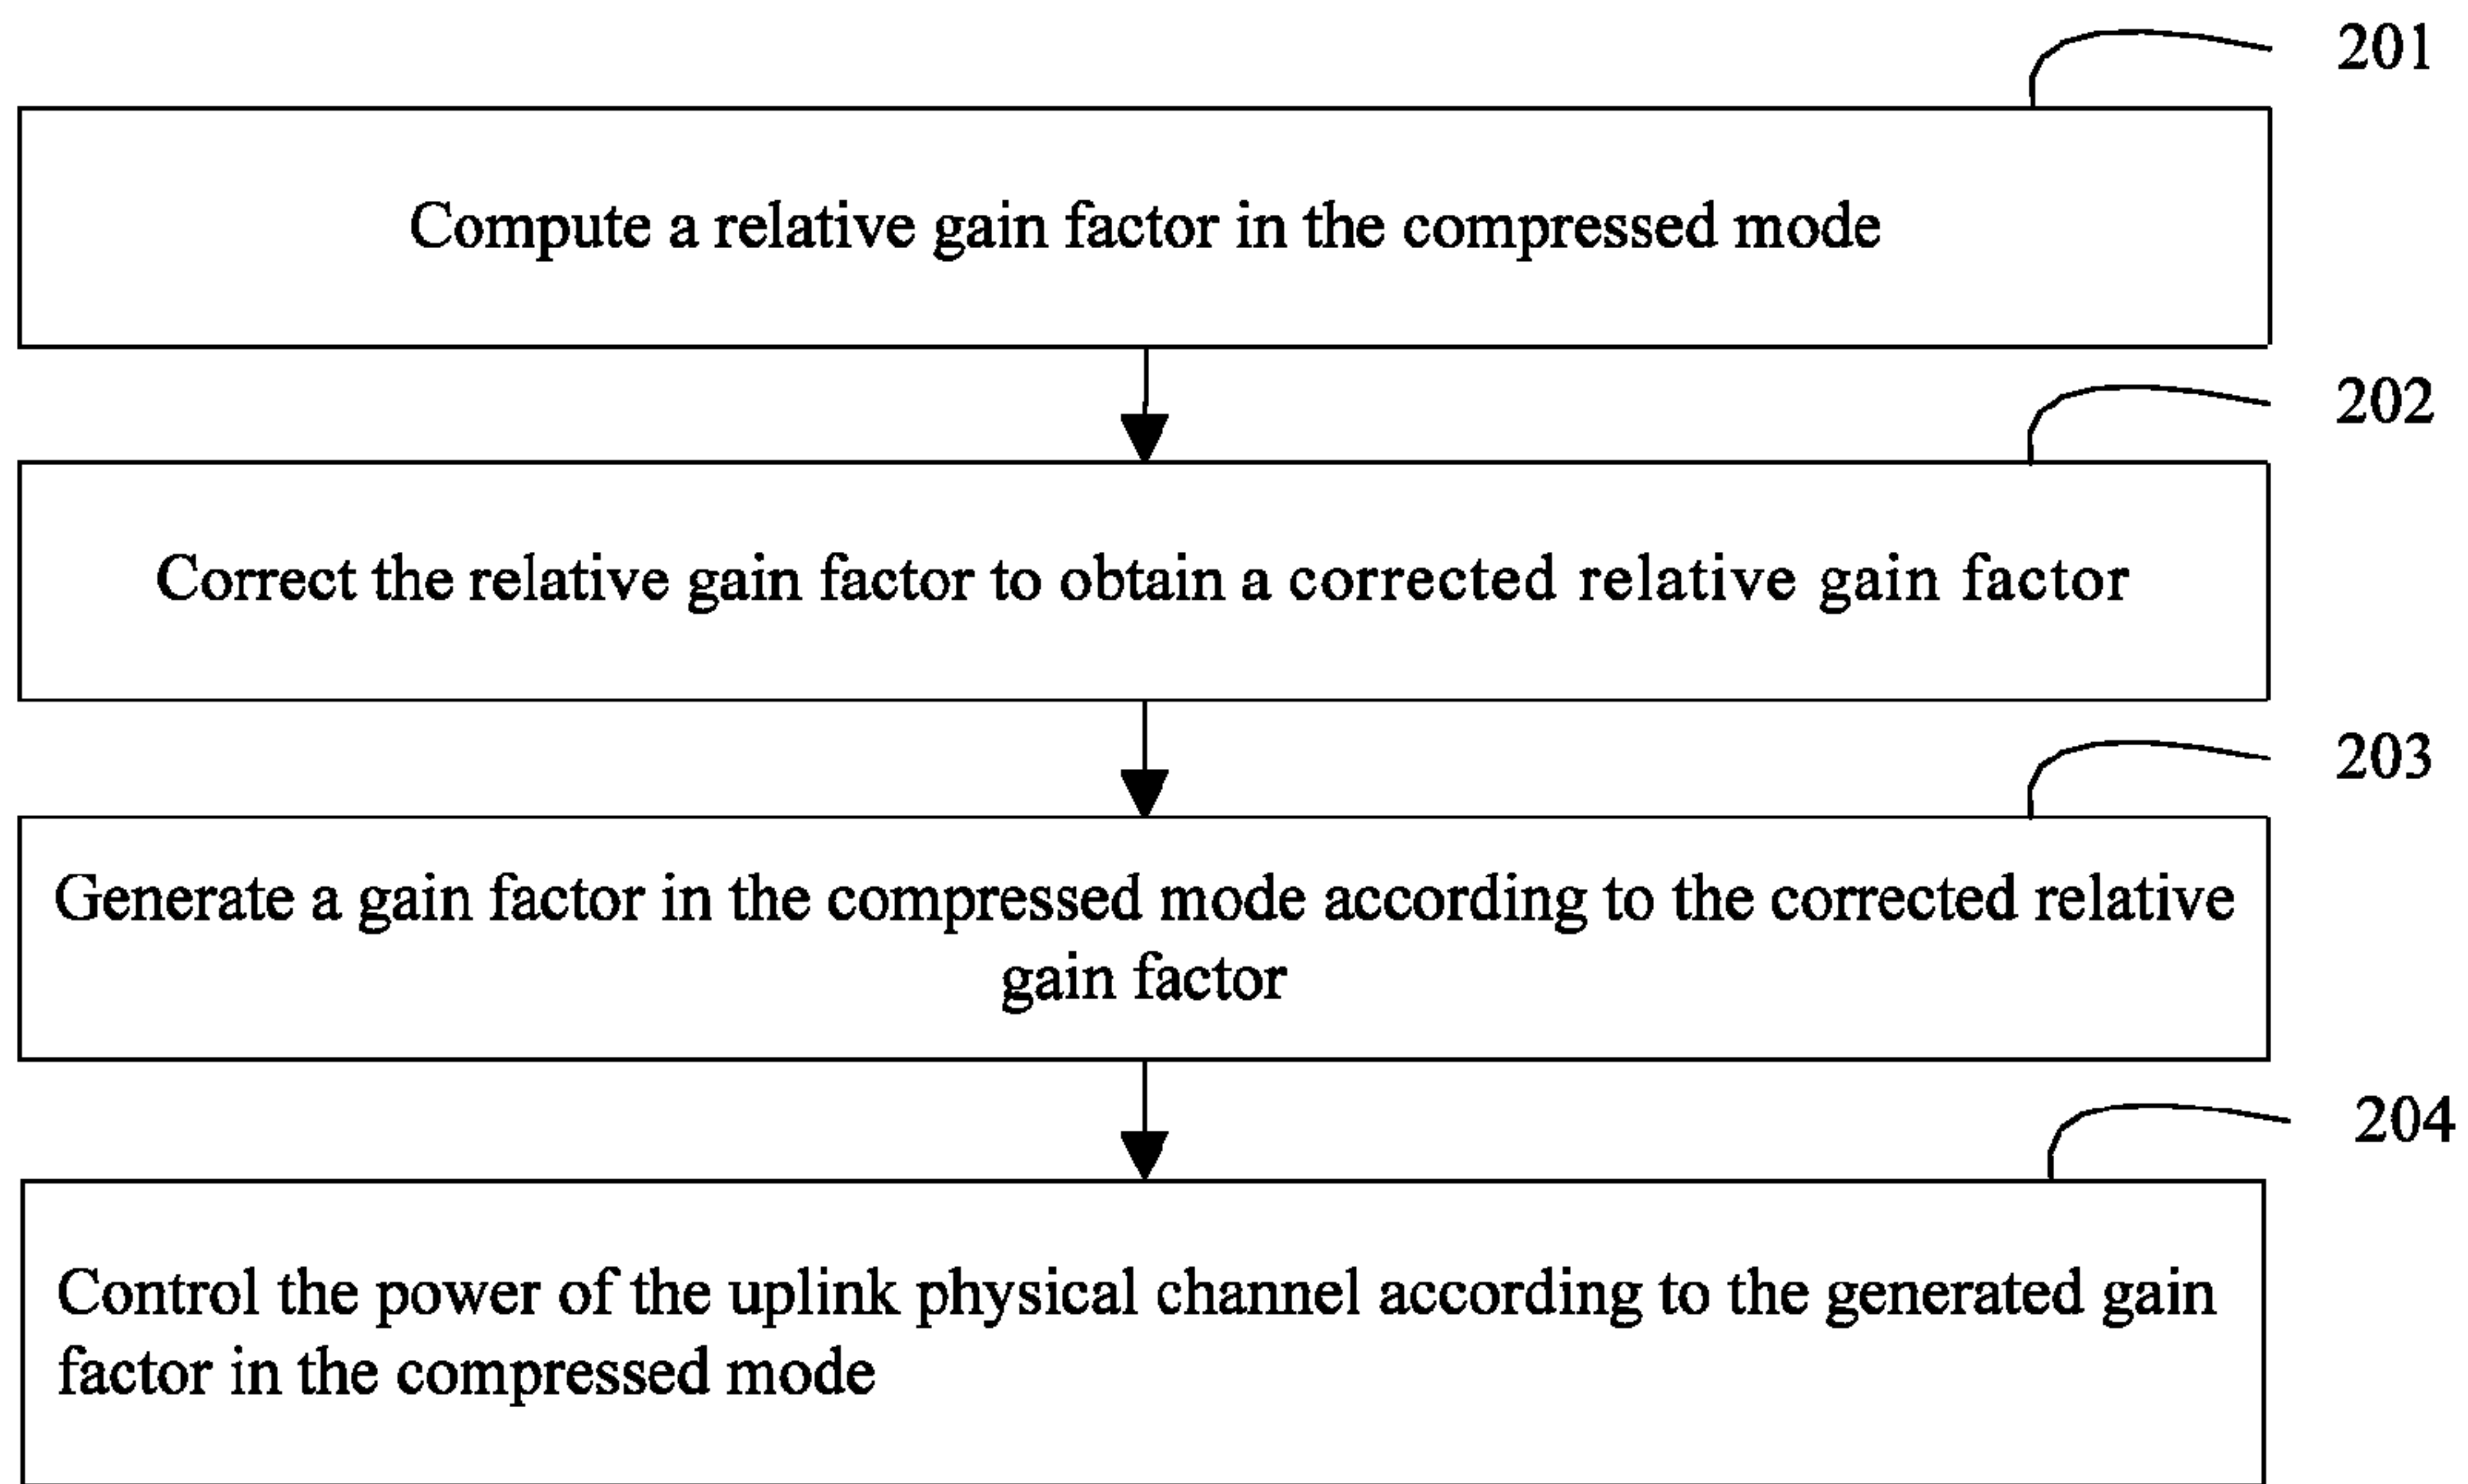 201
Compute a relative gain factor in the compressed mode
202
Correct the relative gain factor to obtain a corrected relative gain factor
203
Generate a gain factor in the compressed mode according to the corrected relative
gain factor
204
Control the power of the uplink physical channel according to the generated gain
factor in the compressed mode